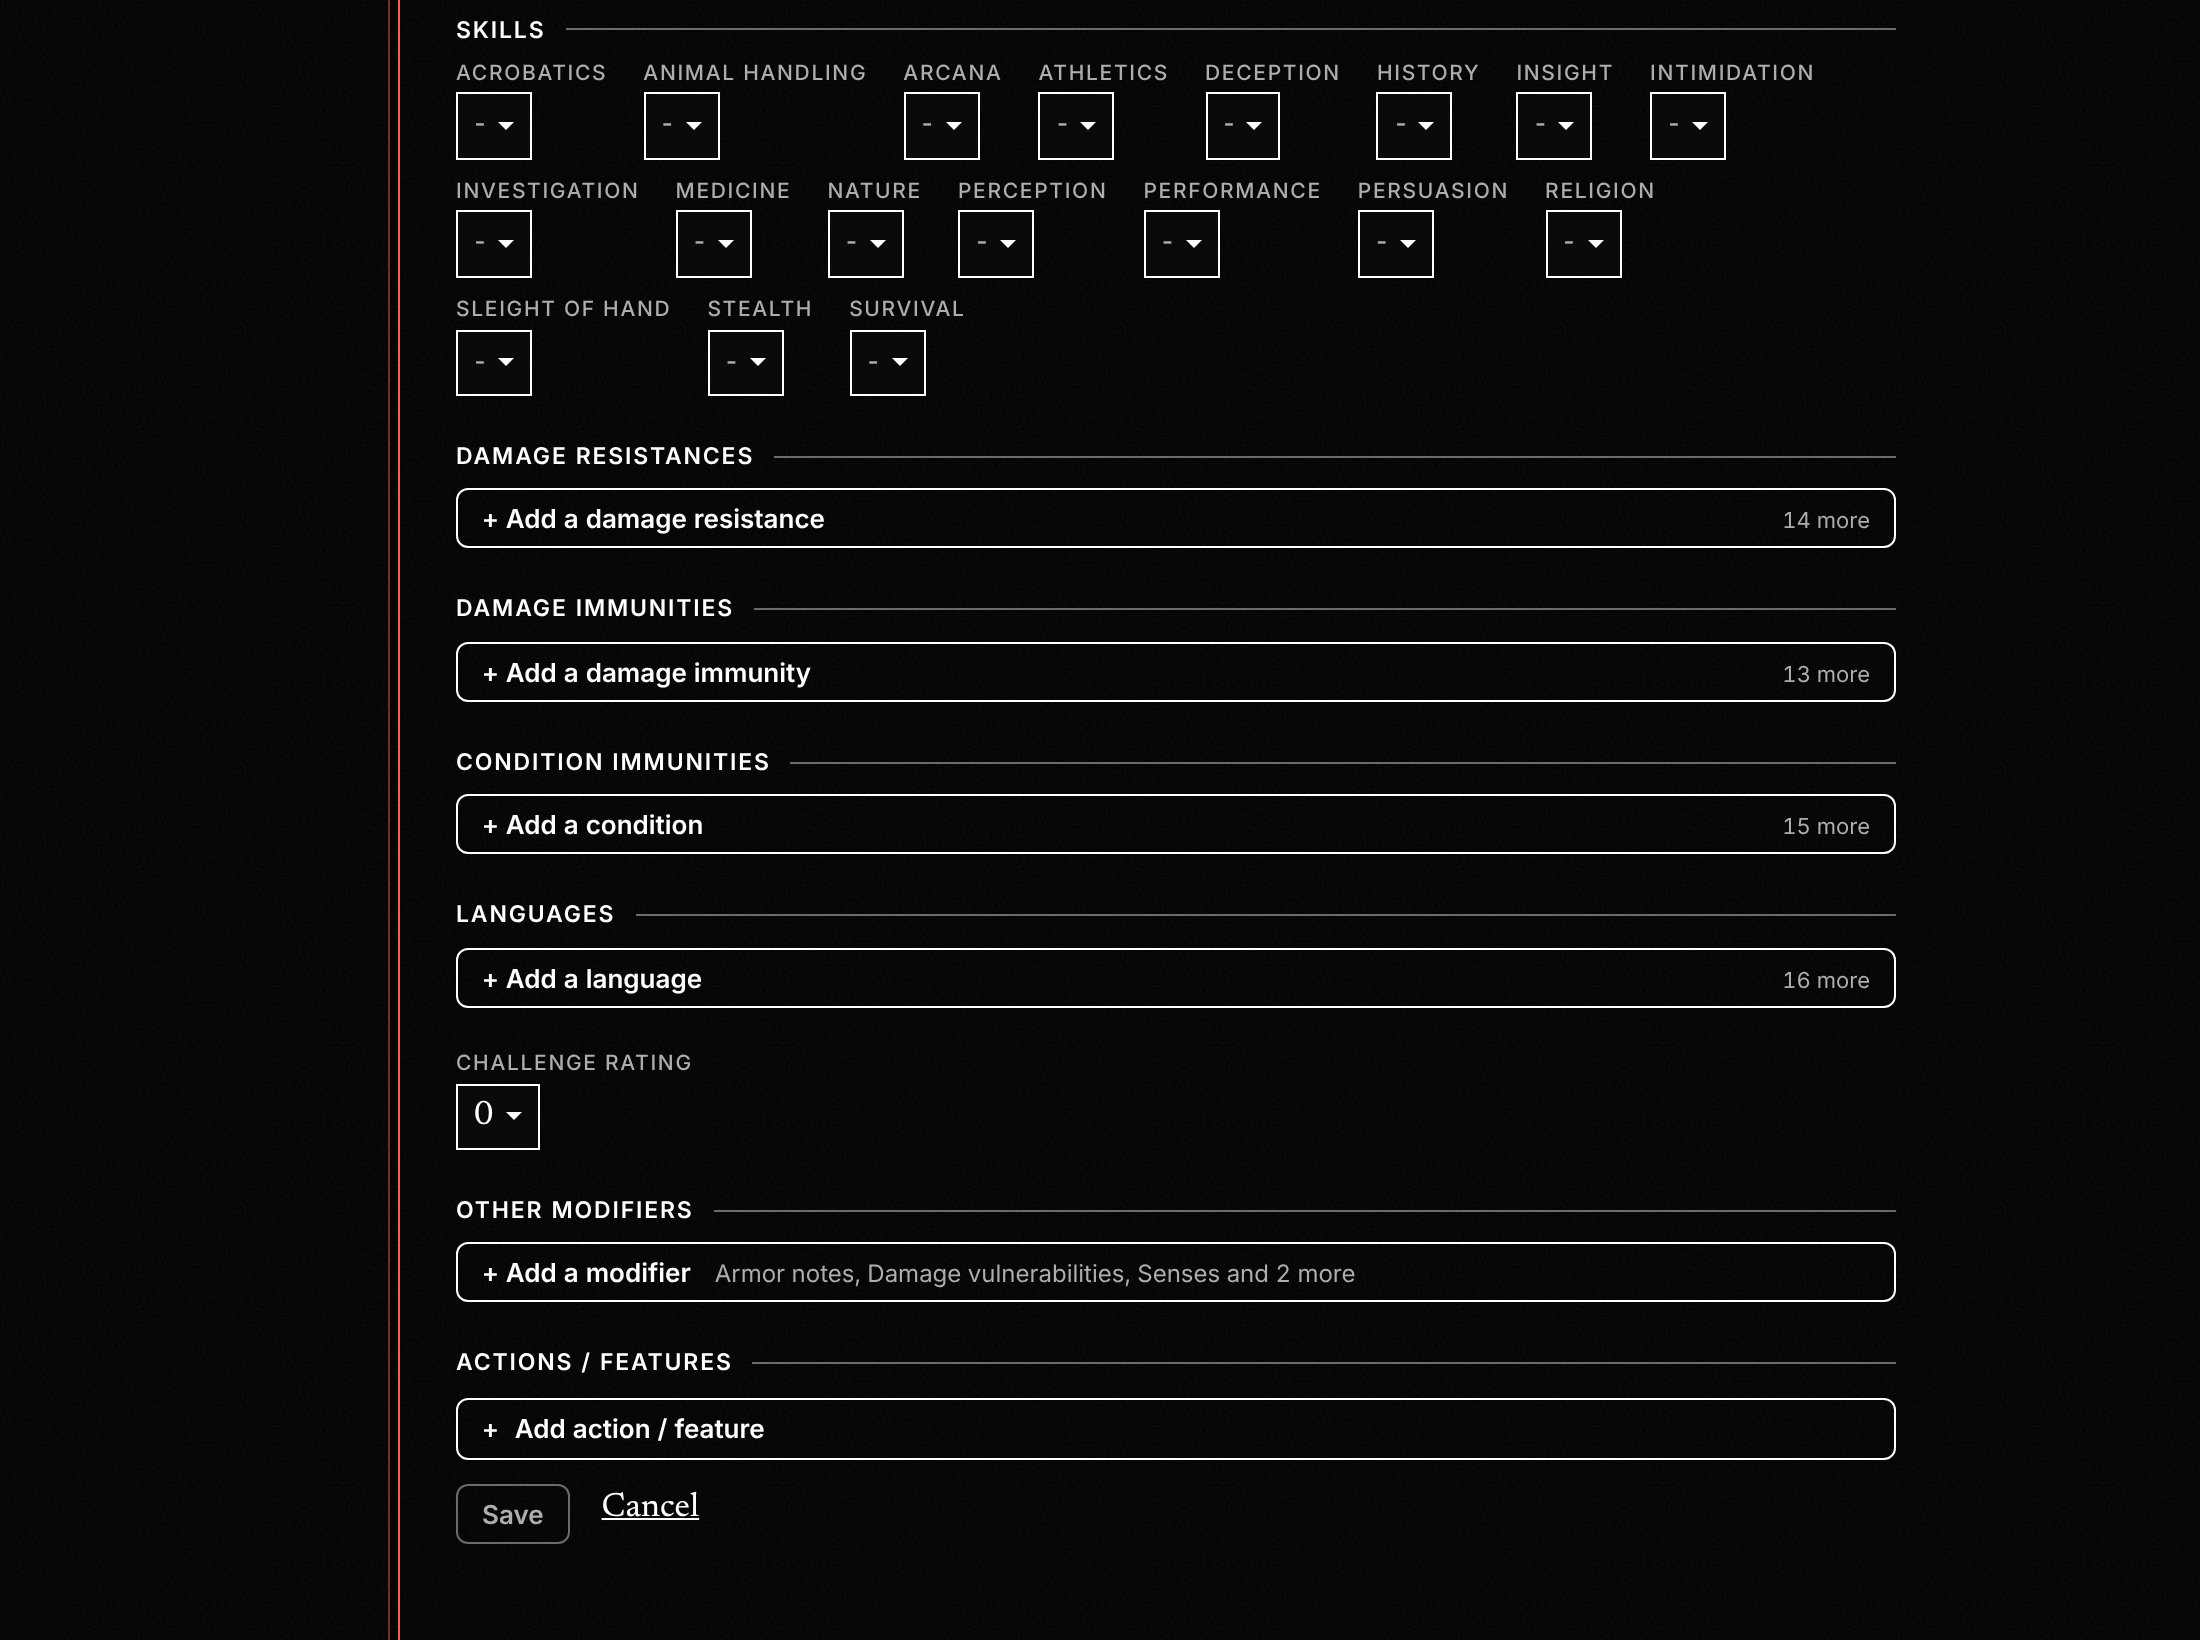 SKILLS
ACROBATICS ANIMAL HANDLING ARCANA ATHLETICS DECEPTION HISTORY INSIGHT INTIMIDATION
- - - - - - - -
INVESTIGATION MEDICINE NATURE PERCEPTION PERFORMANCE PERSUASION RELIGION
- - - - - - -
SLEIGHT OF HAND STEALTH SURVIVAL
- - -
DAMAGE RESISTANCES
+ Add a damage resistance 14 more
DAMAGE IMMUNITIES
+ Add a damage immunity 13 more
CONDITION IMMUNITIES
+ Add a condition 15 more
LANGUAGES
+ Add a language 16 more
CHALLENGE RATING
0
OTHER MODIFIERS
+ Add a modifier Armor notes, Damage vulnerabilities, Senses and 2 more
ACTIONS / FEATURES
+ Add action / feature
Save Cancel